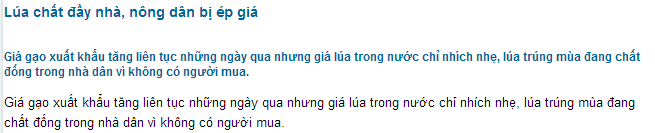 Lúa chất đầy nhà, nông dân bị ép giá
Giá gạo xuất khẩu tăng liên tục những ngày qua nhưng giá lúa trong nước chỉ nhích nhẹ, lúa trúng mùa đang chất
đống trong nhà dân vì không có người mua.
Giá gạo xuất khẩu tăng liên tục những ngày qua nhưng giá lúa trong nước chỉ nhích nhẹ, lúa trúng mùa đang
chất đống trong nhà dân vì không có người mua.